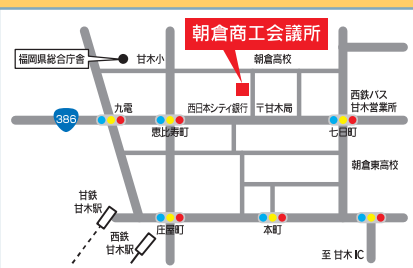 朝倉商工会議所
福岡県総合庁舎
甘木小
朝倉高校
九電
西日本シティ銀行
〒甘木局
西鉄バス
甘木営業所
386
恵比寿町
七日町
朝倉東高校
甘鉄
甘木駅
西鉄
甘木駅
庄屋町
本町
至 甘木IC